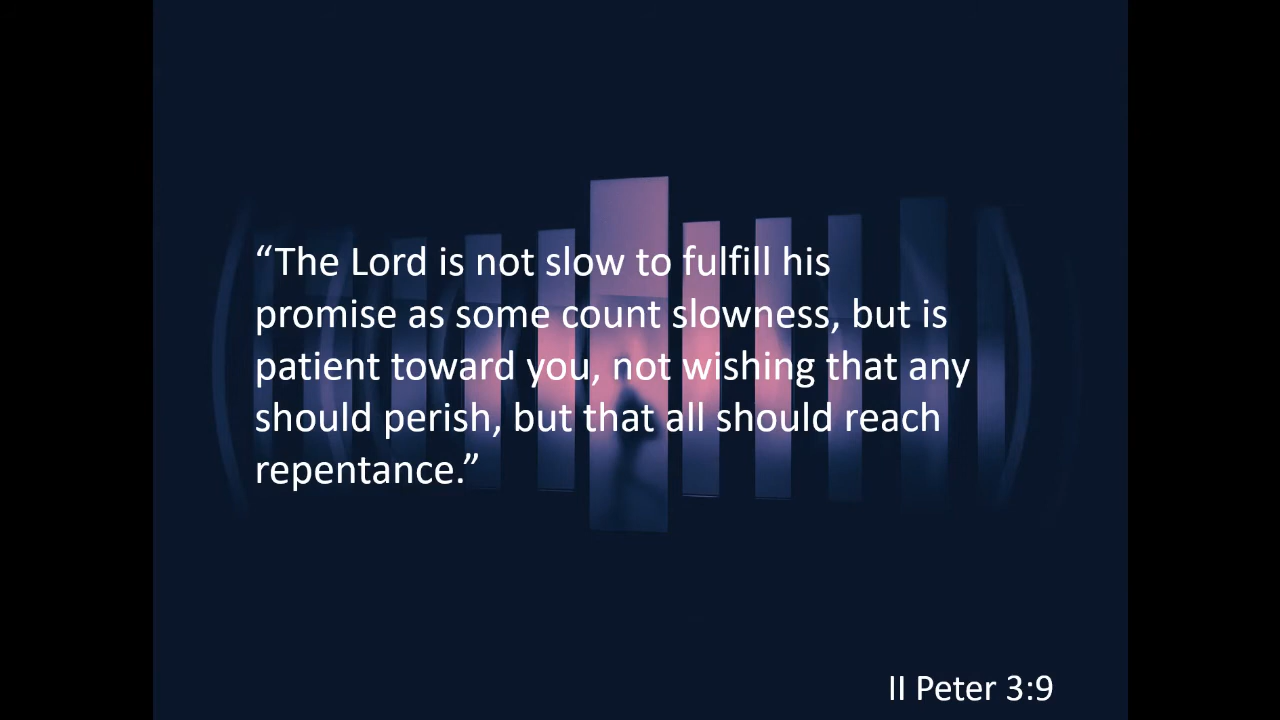 “The Lord is not slow to fulfill his
promise as some count slowness, but is
patient toward you, not wishing that any
should perish, but that all should reach
repentance.”
II Peter 3:9